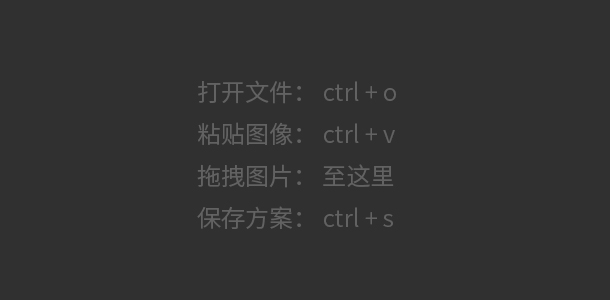 打开文件： ctrl + o
粘贴图像： ctrl + v
拖拽图片： 至这里
保存方案： ctrl + s